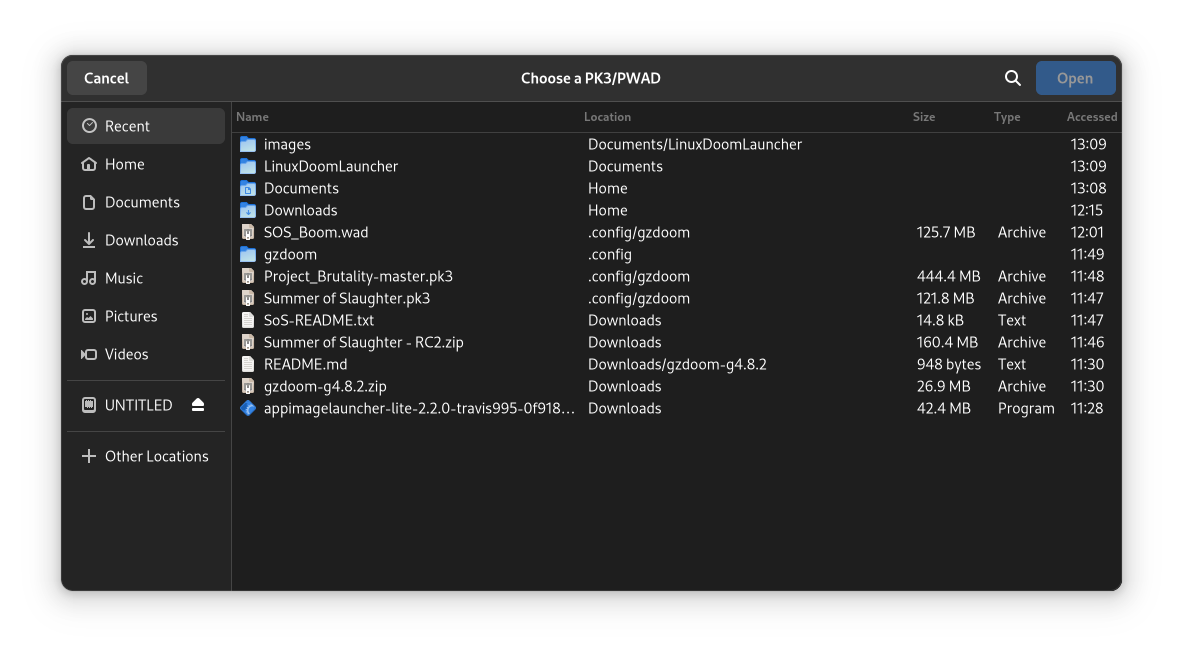 Cancel Choose a PK3/PWAD Open
Recent
Home
Documents
Downloads
Music
Pictures
Videos
UNTITLED
Other Locations
Name Location Size Type Accessed
images Documents/LinuxDoomLauncher 13:09
LinuxDoomLauncher Documents 13:09
Documents Home 13:08
Downloads Home 12:15
SOS_Boom.wad .config/gzdoom 125.7 MB Archive 12:01
gzdoom .config 11:49
Project_Brutality-master.pk3 .config/gzdoom 444.4 MB Archive 11:48
Summer of Slaughter.pk3 .config/gzdoom 121.8 MB Archive 11:47
SoS-README.txt Downloads 14.8 kB Text 11:47
Summer of Slaughter - RC2.zip Downloads 160.4 MB Archive 11:46
README.md Downloads/gzdoom-g4.8.2 948 bytes Text 11:30
gzdoom-g4.8.2.zip Downloads 26.9 MB Archive 11:30
appimagelauncher-lite-2.2.0-travis995-0f918... Downloads 42.4 MB Program 11:28